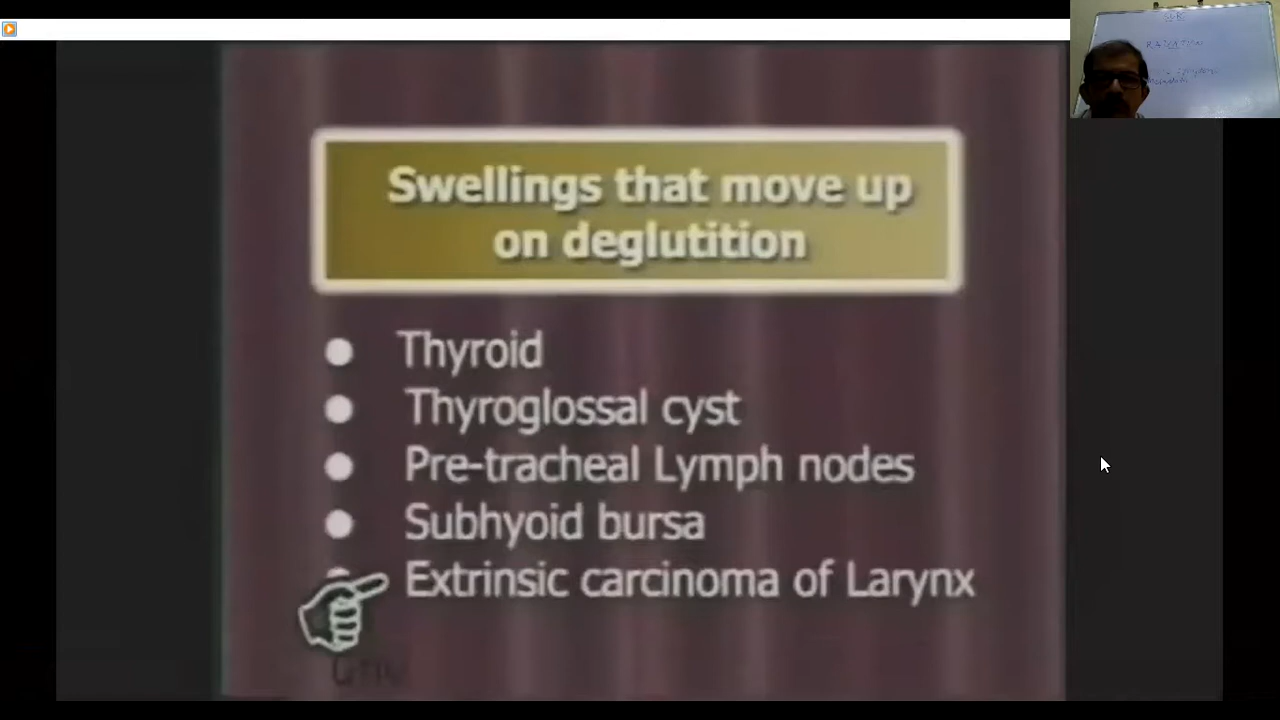 Swellings that move up
on deglutition
Thyroid
Thyroglossal cyst
Pre-tracheal Lymph nodes
Subhyoid bursa
Extrinsic carcinoma of Larynx